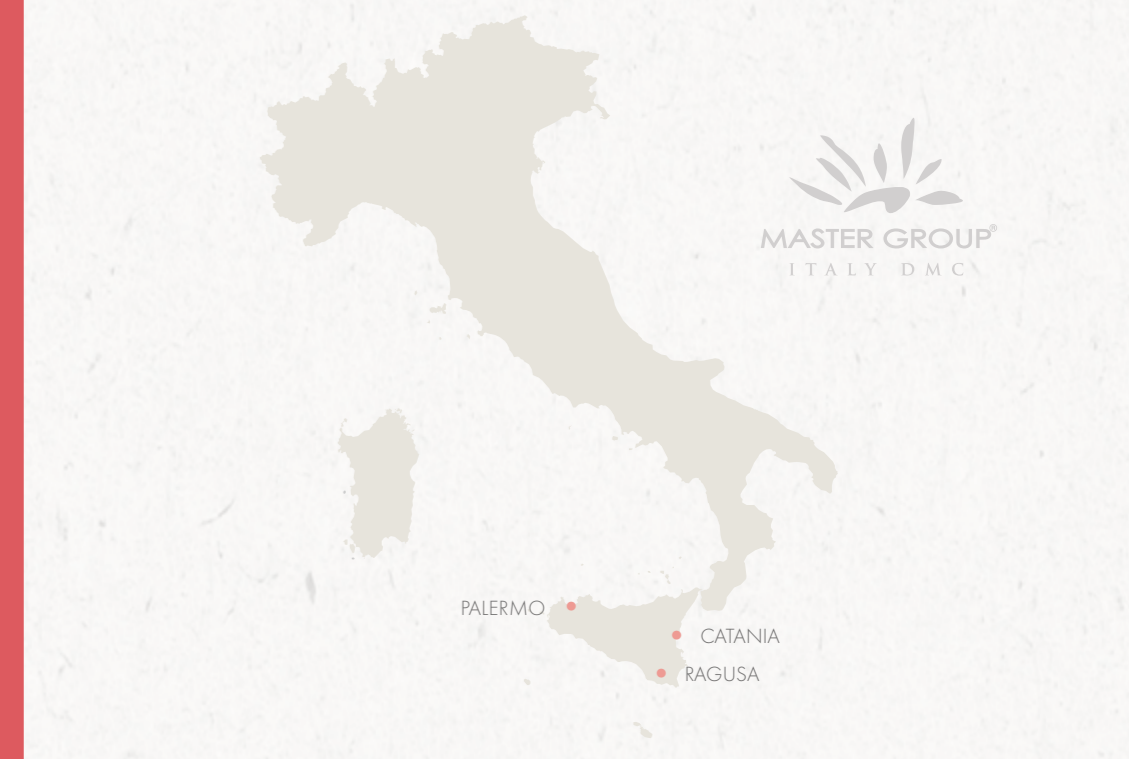 MASTER GROUP®
ITALY DMC
PALERMO
CATANIA
RAGUSA